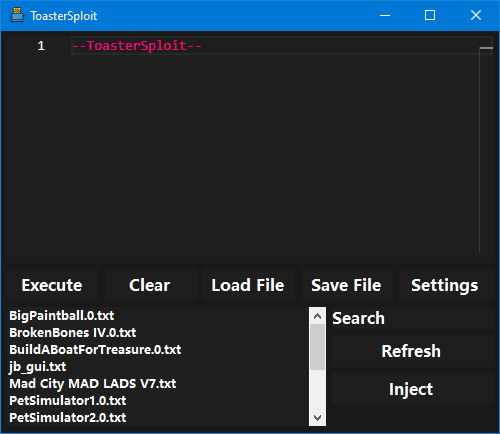 ToasterSploit
1 --ToasterSploit--
Execute Clear Load File Save File Settings
BigPaintball.0.txt
BrokenBones IV.0.txt
BuildABoatForTreasure.0.txt
jb_gui.txt
Mad City MAD LADS V7.txt
PetSimulator1.0.txt
PetSimulator2.0.txt
Search
Refresh
Inject